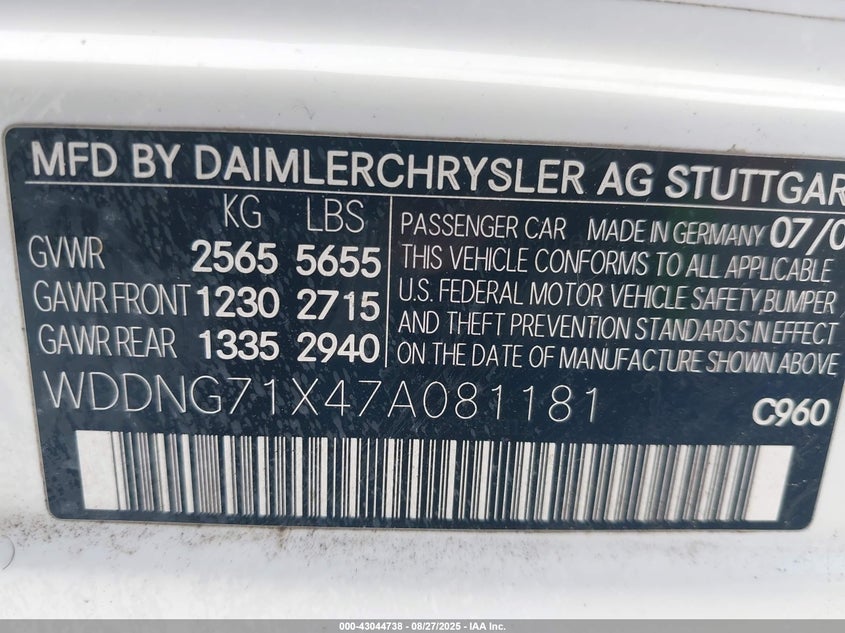 MFD BY DAIMLERCHRYSLER AG STUTTGAR
KG LBS
GVWR 2565 5655
GAWR FRONT 1230 2715
GAWR REAR 1335 2940
PASSENGER CAR MADE IN GERMANY 07/0
THIS VEHICLE CONFORMS TO ALL APPLICABLE
U.S. FEDERAL MOTOR VEHICLE SAFETY,BUMPER
AND THEFT PREVENTION STANDARDS IN EFFECT
ON THE DATE OF MANUFACTURE SHOWN ABOVE
WDDNG71X47A081181 C960
000-43044738 - 08/27/2025 - IAA Inc.